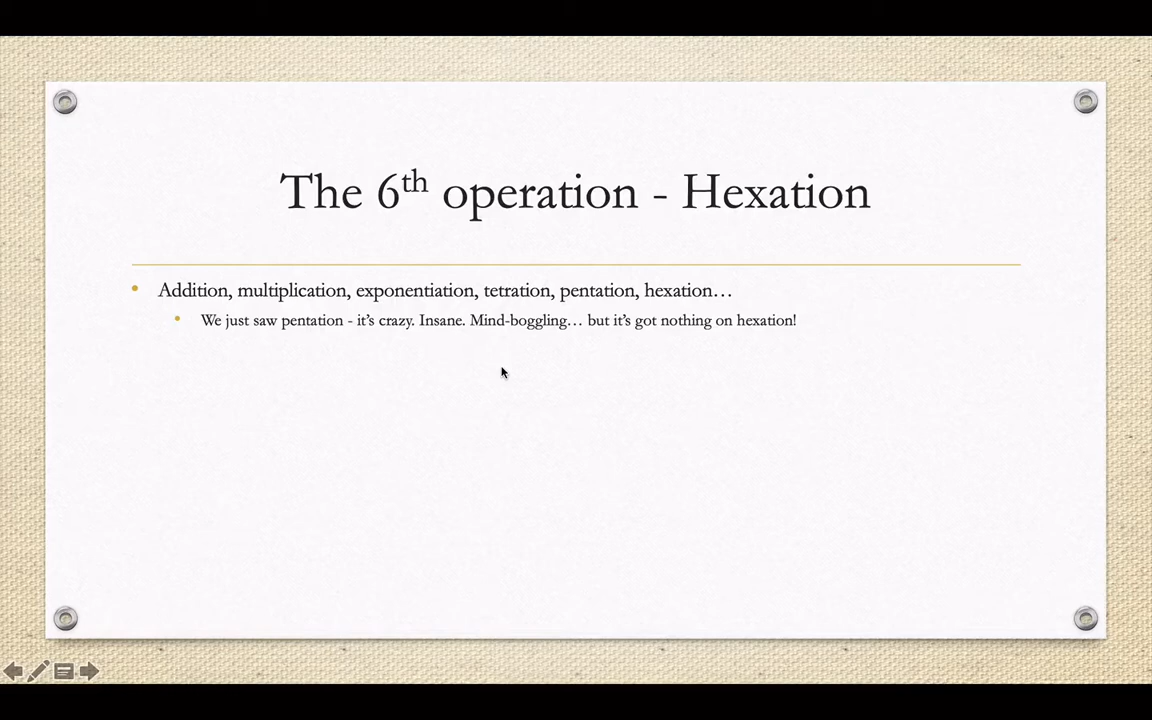 The 6th operation - Hexation
Addition, multiplication, exponentiation, tetration, pentation, hexation…
We just saw pentation - it’s crazy. Insane. Mind-boggling… but it’s got nothing on hexation!